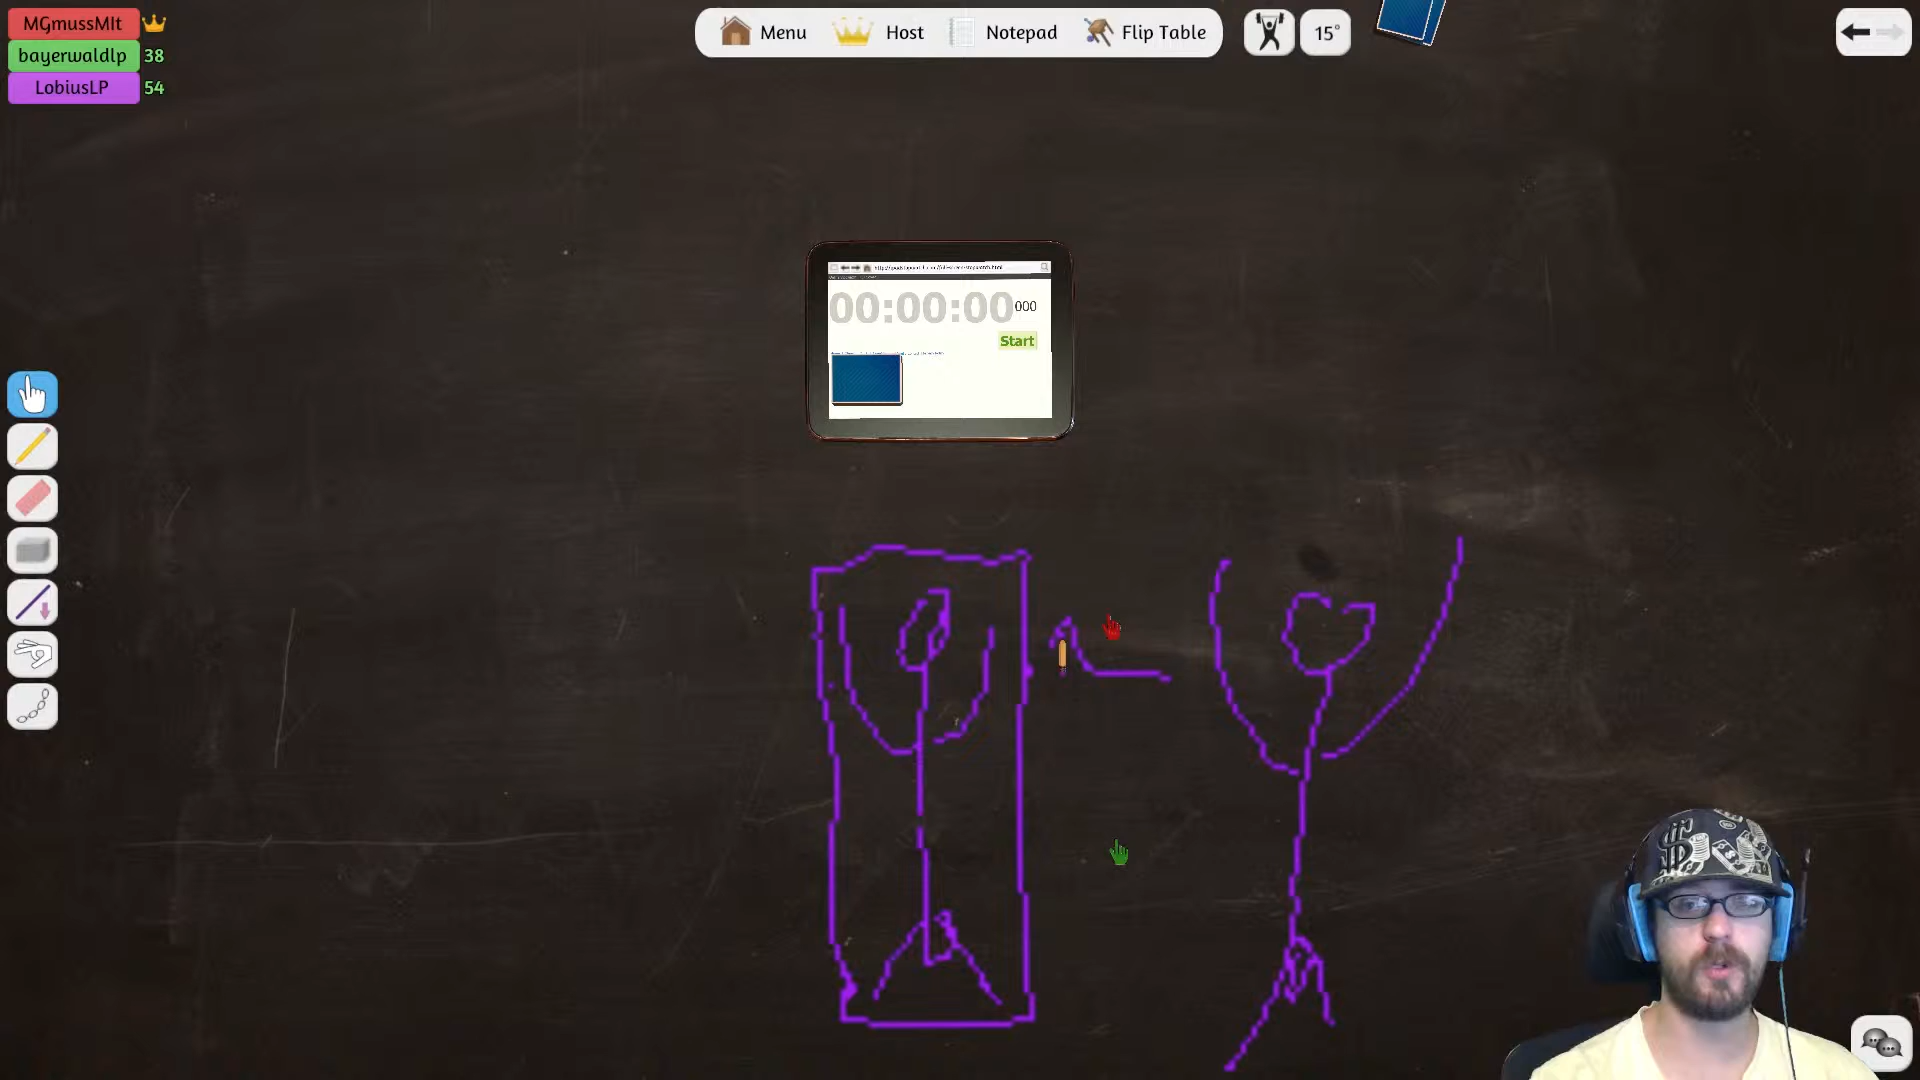 MGmussMIt
bayerwaldlp 38
LobiusLP 54
Menu Host Notepad Flip Table 15°
00:00:00 000
Start